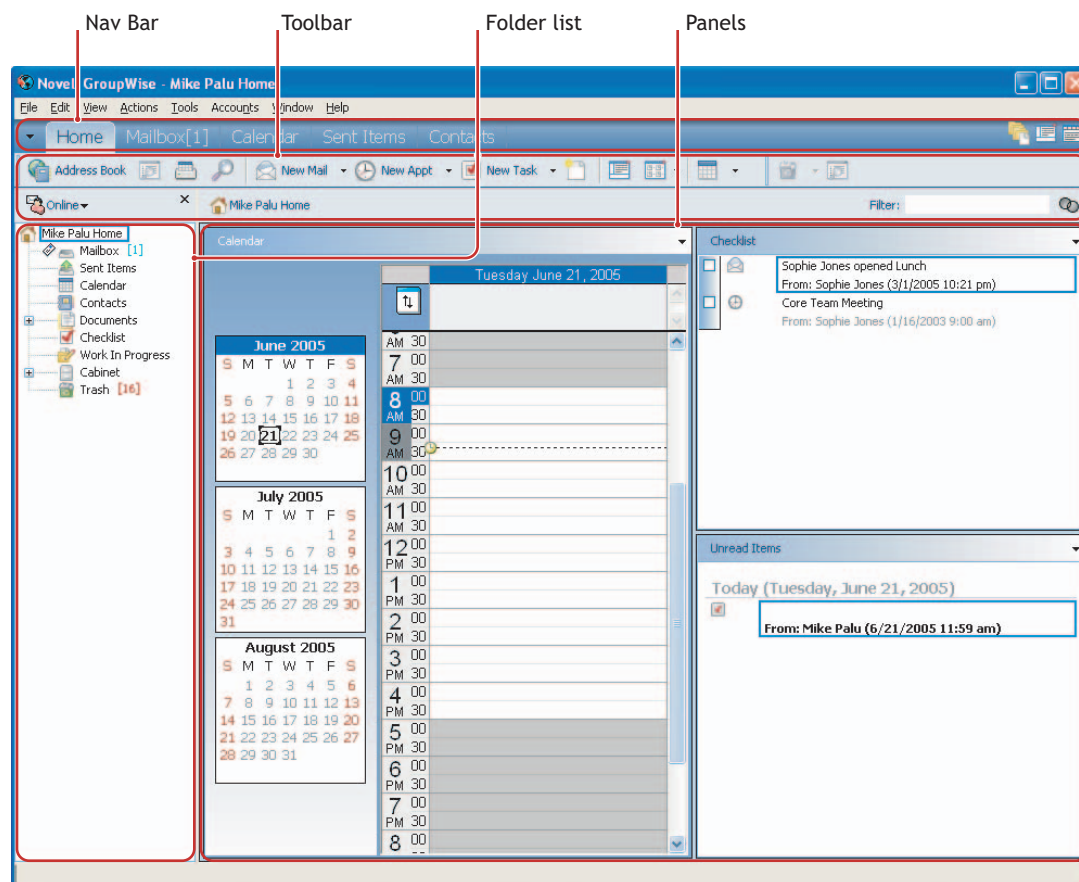 Nav Bar Toolbar Folder list Panels
Novell GroupWise - Mike Palu Home
File Edit View Actions Tools Accounts Window Help
Home Mailbox[1] Calendar Sent Items Contacts
Address Book New Mail New Appt New Task
Online Mike Palu Home Filter:
Mike Palu Home
Mailbox [1]
Sent Items
Calendar
Contacts
Documents
Checklist
Work In Progress
Cabinet
Trash [16]
Calendar
June 2005
S M T W T F S
1 2 3 4
5 6 7 8 9 10 11
12 13 14 15 16 17 18
19 20 21 22 23 24 25
26 27 28 29 30
July 2005
S M T W T F S
1 2
3 4 5 6 7 8 9
10 11 12 13 14 15 16
17 18 19 20 21 22 23
24 25 26 27 28 29 30
31
August 2005
S M T W T F S
1 2 3 4 5 6
7 8 9 10 11 12 13
14 15 16 17 18 19 20
21 22 23 24 25 26 27
28 29 30 31
Tuesday June 21, 2005
AM 30
7 00
AM 30
8 00
AM 30
9 00
AM 30
10 00
AM 30
11 00
AM 30
12 00
PM 30
1 00
PM 30
2 00
PM 30
3 00
PM 30
4 00
PM 30
5 00
PM 30
6 00
PM 30
7 00
PM 30
8 00
Checklist
Sophie Jones opened Lunch
From: Sophie Jones (3/1/2005 10:21 pm)
Core Team Meeting
From: Sophie Jones (1/16/2003 9:00 am)
Unread Items
Today (Tuesday, June 21, 2005)
From: Mike Palu (6/21/2005 11:59 am)